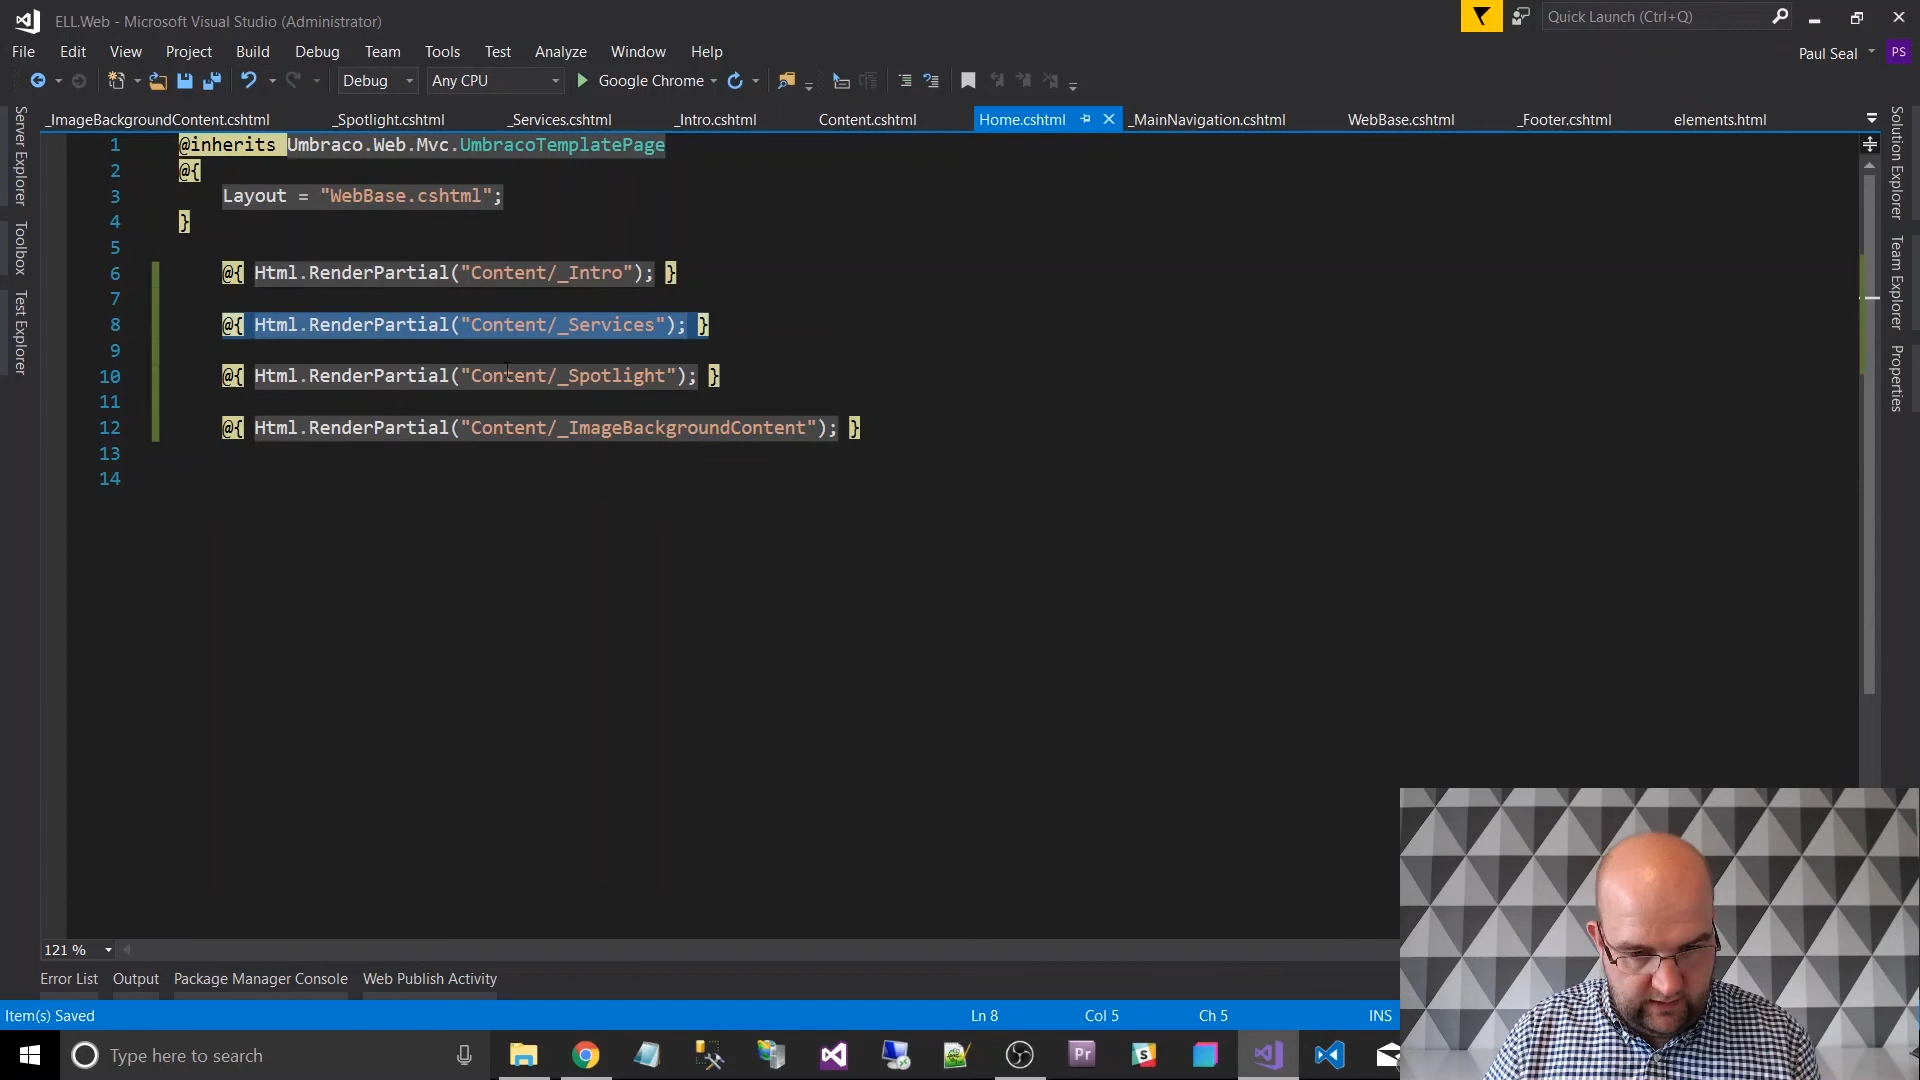 ELL.Web - Microsoft Visual Studio (Administrator)
Quick Launch (Ctrl+Q)
File Edit View Project Build Debug Team Tools Test Analyze Window Help
Paul Seal PS
Debug Any CPU Google Chrome
_ImageBackgroundContent.cshtml _Spotlight.cshtml _Services.cshtml _Intro.cshtml Content.cshtml Home.cshtml _MainNavigation.cshtml WebBase.cshtml _Footer.cshtml elements.html
Server Explorer
Toolbox
Test Explorer
1 @inherits Umbraco.Web.Mvc.UmbracoTemplatePage
2 @{
3 Layout = "WebBase.cshtml";
4 }
5
6 @{ Html.RenderPartial("Content/_Intro"); }
7
8 @{ Html.RenderPartial("Content/_Services"); }
9
10 @{ Html.RenderPartial("Content/_Spotlight"); }
11
12 @{ Html.RenderPartial("Content/_ImageBackgroundContent"); }
13
14
Solution Explorer
Team Explorer
Properties
121 %
Error List Output Package Manager Console Web Publish Activity
Item(s) Saved Ln 8 Col 5 Ch 5 INS
Type here to search
Pr
S